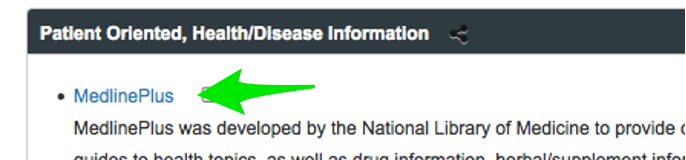 Patient Oriented, Health/Disease Information
MedlinePlus
MedlinePlus was developed by the National Library of Medicine to provide
guides to health topics, as well as drug information, herbal/supplement